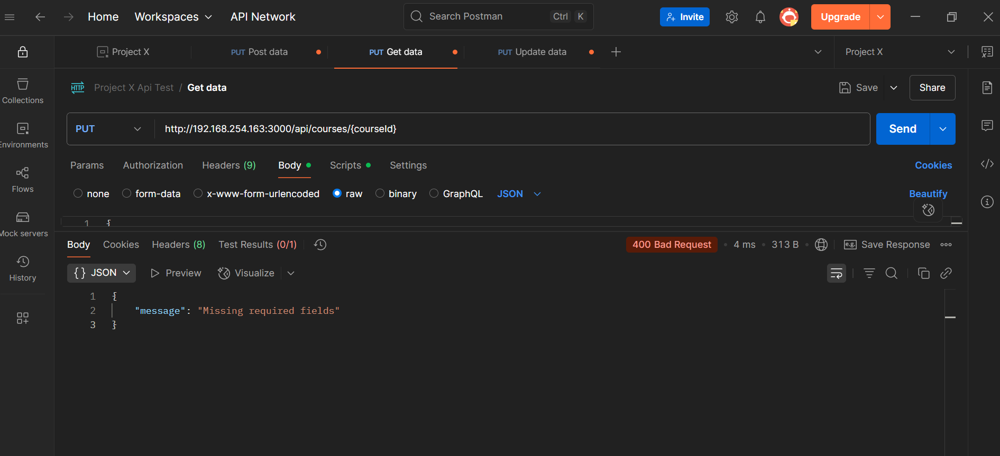 Home Workspaces API Network Search Postman Ctrl K Invite Upgrade
Project X PUT Post data PUT Get data PUT Update data Project X
HTTP Project X Api Test / Get data Save Share
PUT http://192.168.254.163:3000/api/courses/{courseId} Send
Params Authorization Headers (9) Body Scripts Settings Cookies
none form-data x-www-form-urlencoded raw binary GraphQL JSON Beautify
1 {
Body Cookies Headers (8) Test Results (0/1) 400 Bad Request 4 ms 313 B e.g. Save Response
{} JSON Preview Visualize
1 {
2 "message": "Missing required fields"
3 }
Collections
Environments
Flows
Mock servers
History